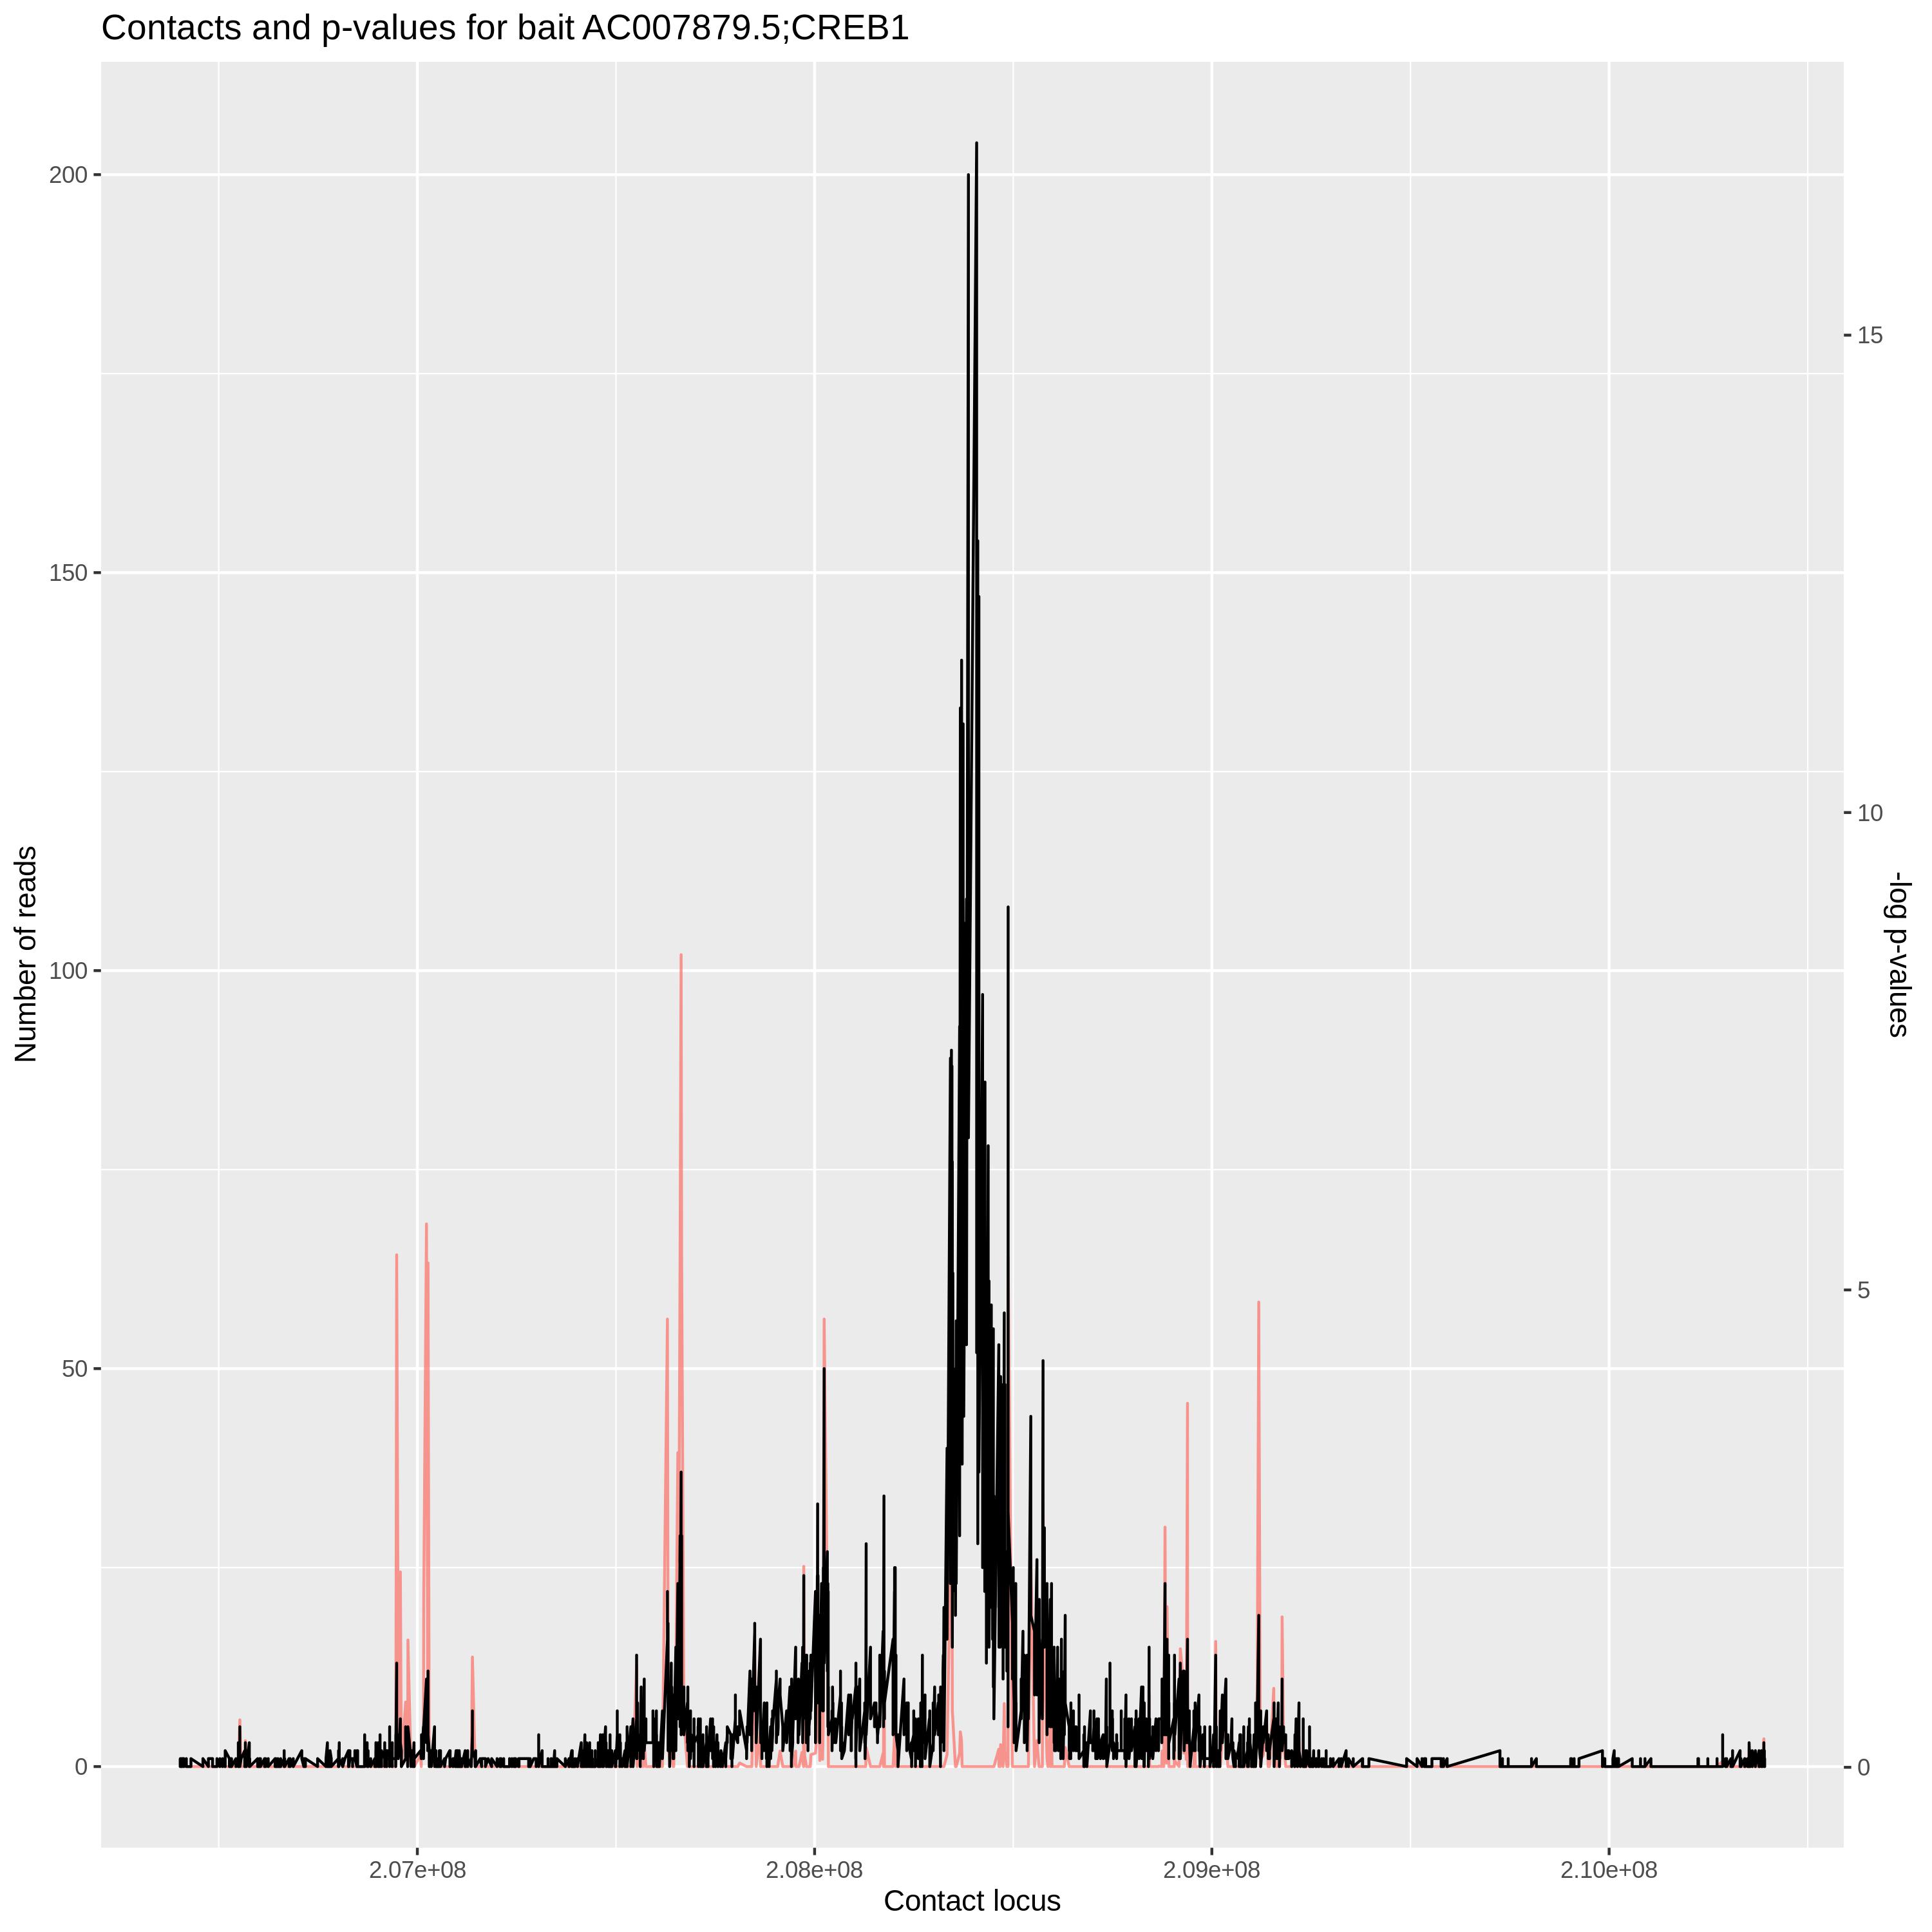 Contacts and p-values for bait AC007879.5;CREB1
Number of reads
200
150
100
50
0
15
10
5
0
-log p-values
2.07e+08
2.08e+08
2.09e+08
2.10e+08
Contact locus